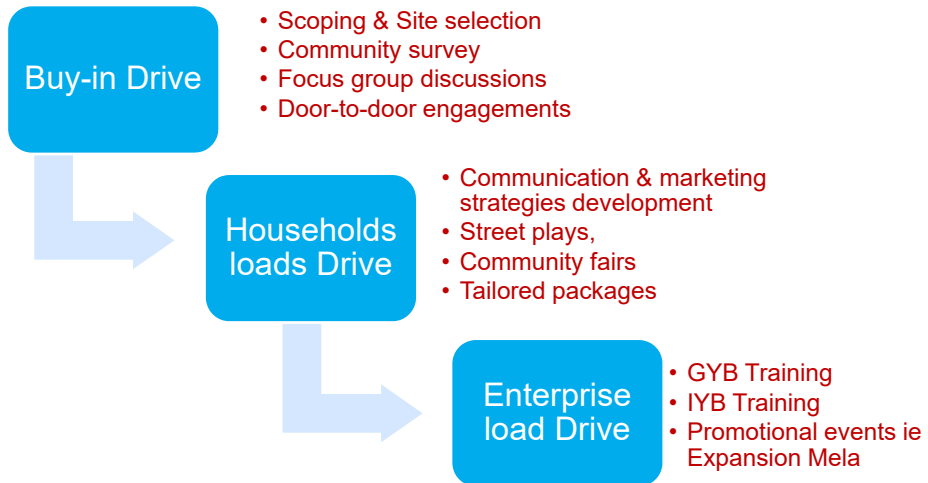 Buy-in Drive
• Scoping & Site selection
• Community survey
• Focus group discussions
• Door-to-door engagements
Households
loads Drive
• Communication & marketing
strategies development
• Street plays,
• Community fairs
• Tailored packages
Enterprise
load Drive
• GYB Training
• IYB Training
• Promotional events ie
Expansion Mela